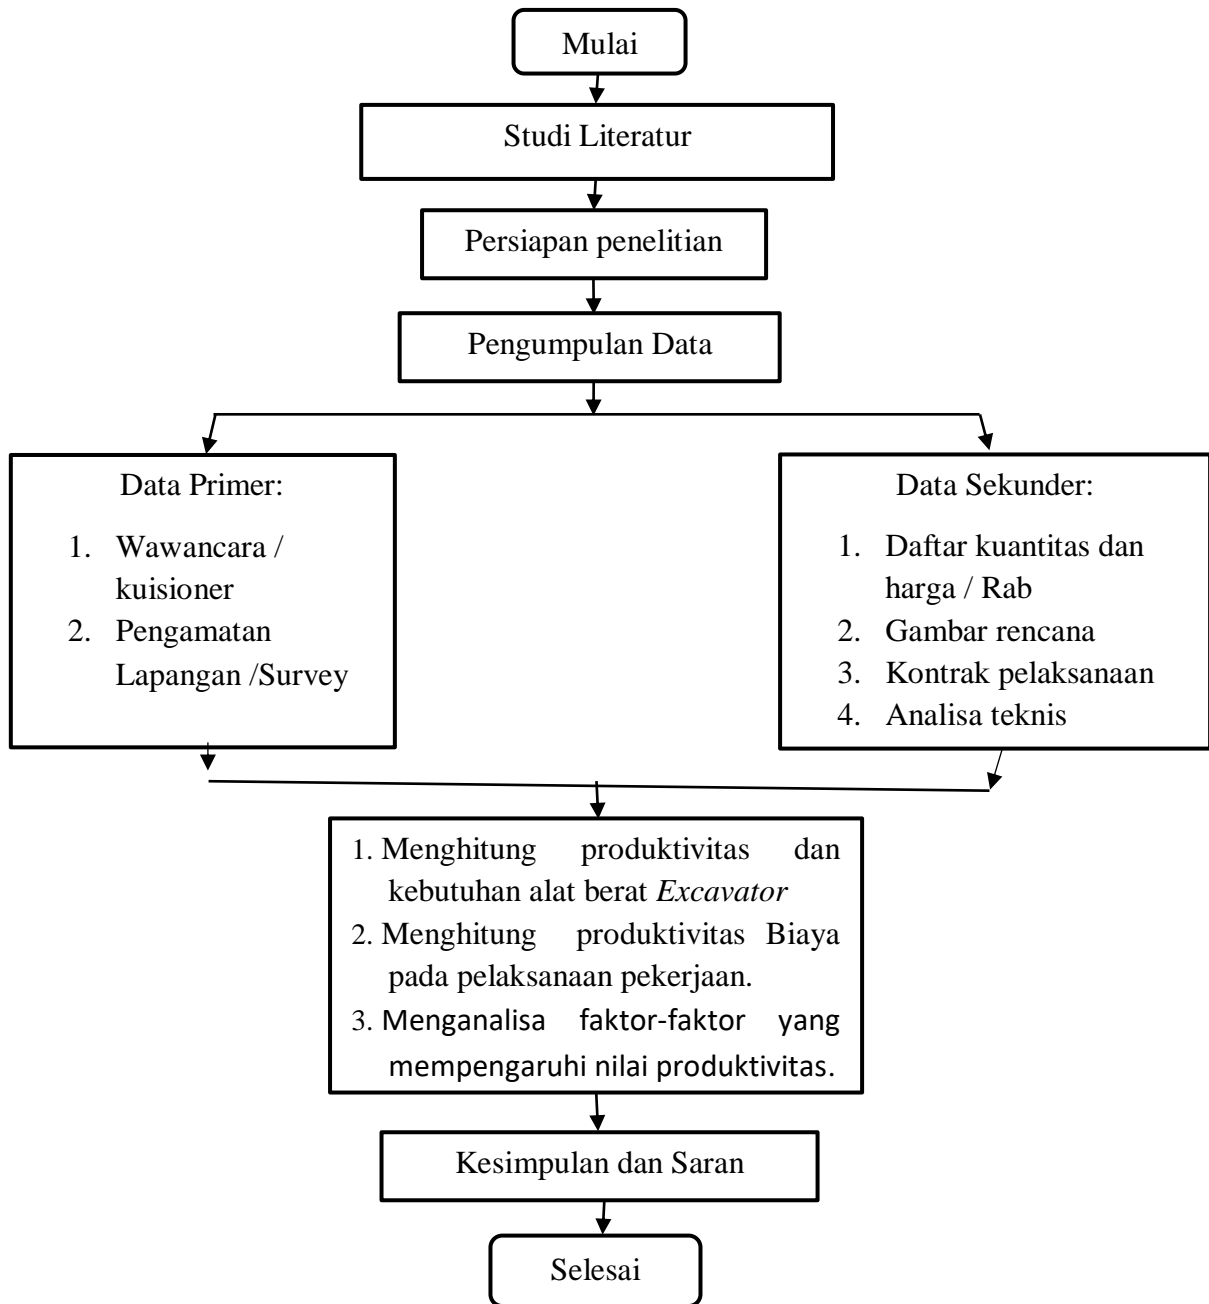 Mulai
Studi Literatur
Persiapan penelitian
Pengumpulan Data
Data Primer:
1. Wawancara /
kuisioner
2. Pengamatan
Lapangan /Survey
Data Sekunder:
1. Daftar kuantitas dan
harga / Rab
2. Gambar rencana
3. Kontrak pelaksanaan
4. Analisa teknis
1. Menghitung produktivitas dan
kebutuhan alat berat Excavator
2. Menghitung produktivitas Biaya
pada pelaksanaan pekerjaan.
3. Menganalisa faktor-faktor yang
mempengaruhi nilai produktivitas.
Kesimpulan dan Saran
Selesai